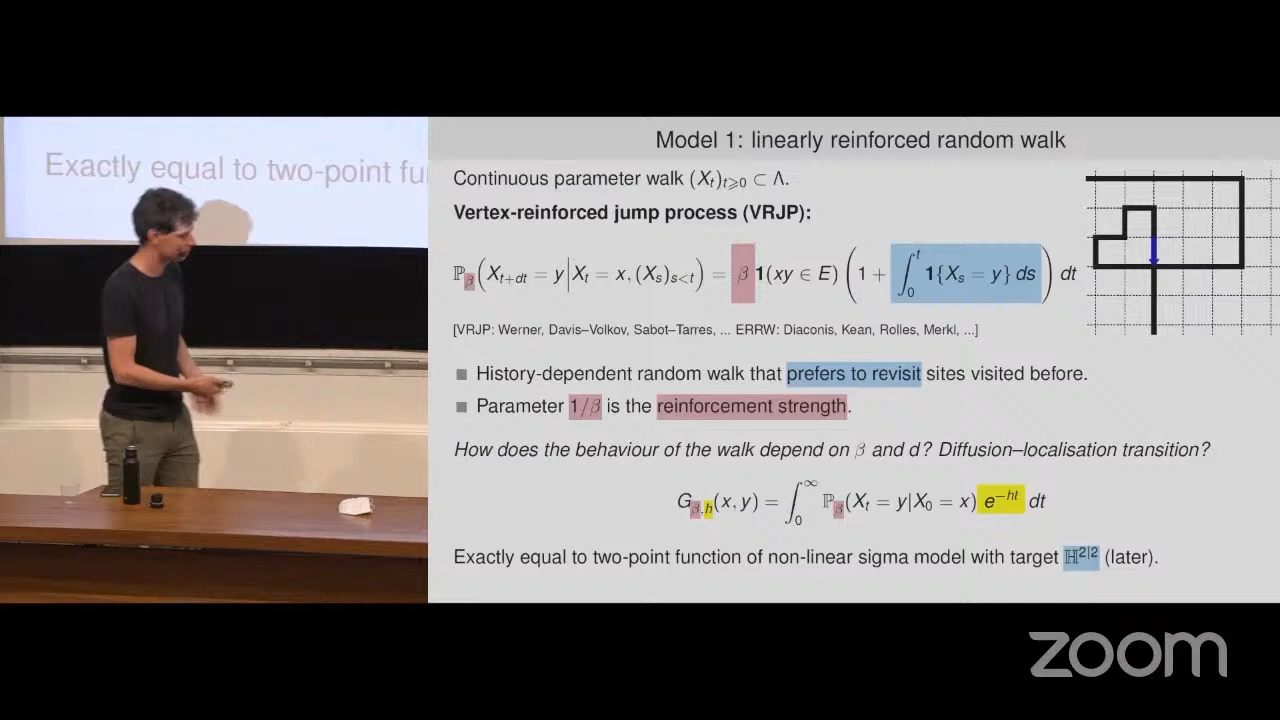 Exactly equal to two-point fu
Model 1: linearly reinforced random walk
Continuous parameter walk (Xₜ)ₜ⩾₀ ⊂ Λ.
Vertex-reinforced jump process (VRJP):
ℙ_β(X_{t+dt} = y | X_t = x, (X_s)_{s<t}) = β 1(xy ∈ E) (1 + ∫₀ᵗ 1{X_s = y} ds) dt
[VRJP: Werner, Davis–Volkov, Sabot–Tarres, ... ERRW: Diaconis, Kean, Rolles, Merkl, ...]
■ History-dependent random walk that prefers to revisit sites visited before.
■ Parameter 1/β is the reinforcement strength.
How does the behaviour of the walk depend on β and d? Diffusion–localisation transition?
G_{β,h}(x, y) = ∫₀^∞ ℙ_β(X_t = y|X_0 = x) e^{−ht} dt
Exactly equal to two-point function of non-linear sigma model with target ℍ^{2|2} (later).
zoom